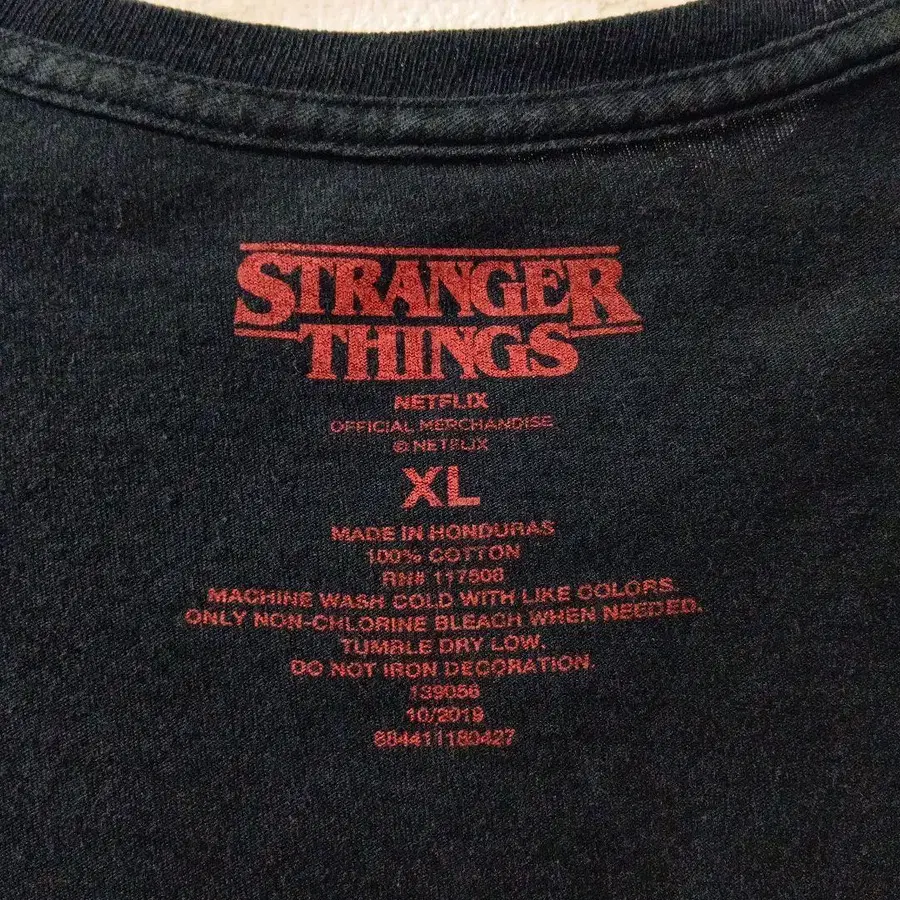 STRANGER
THINGS
NETFLIX
OFFICIAL MERCHANDISE
© NETFLIX
XL
MADE IN HONDURAS
100% COTTON
RN# 117506
MACHINE WASH COLD WITH LIKE COLORS.
ONLY NON-CHLORINE BLEACH WHEN NEEDED.
TUMBLE DRY LOW.
DO NOT IRON DECORATION.
139056
10/2019
884411180427